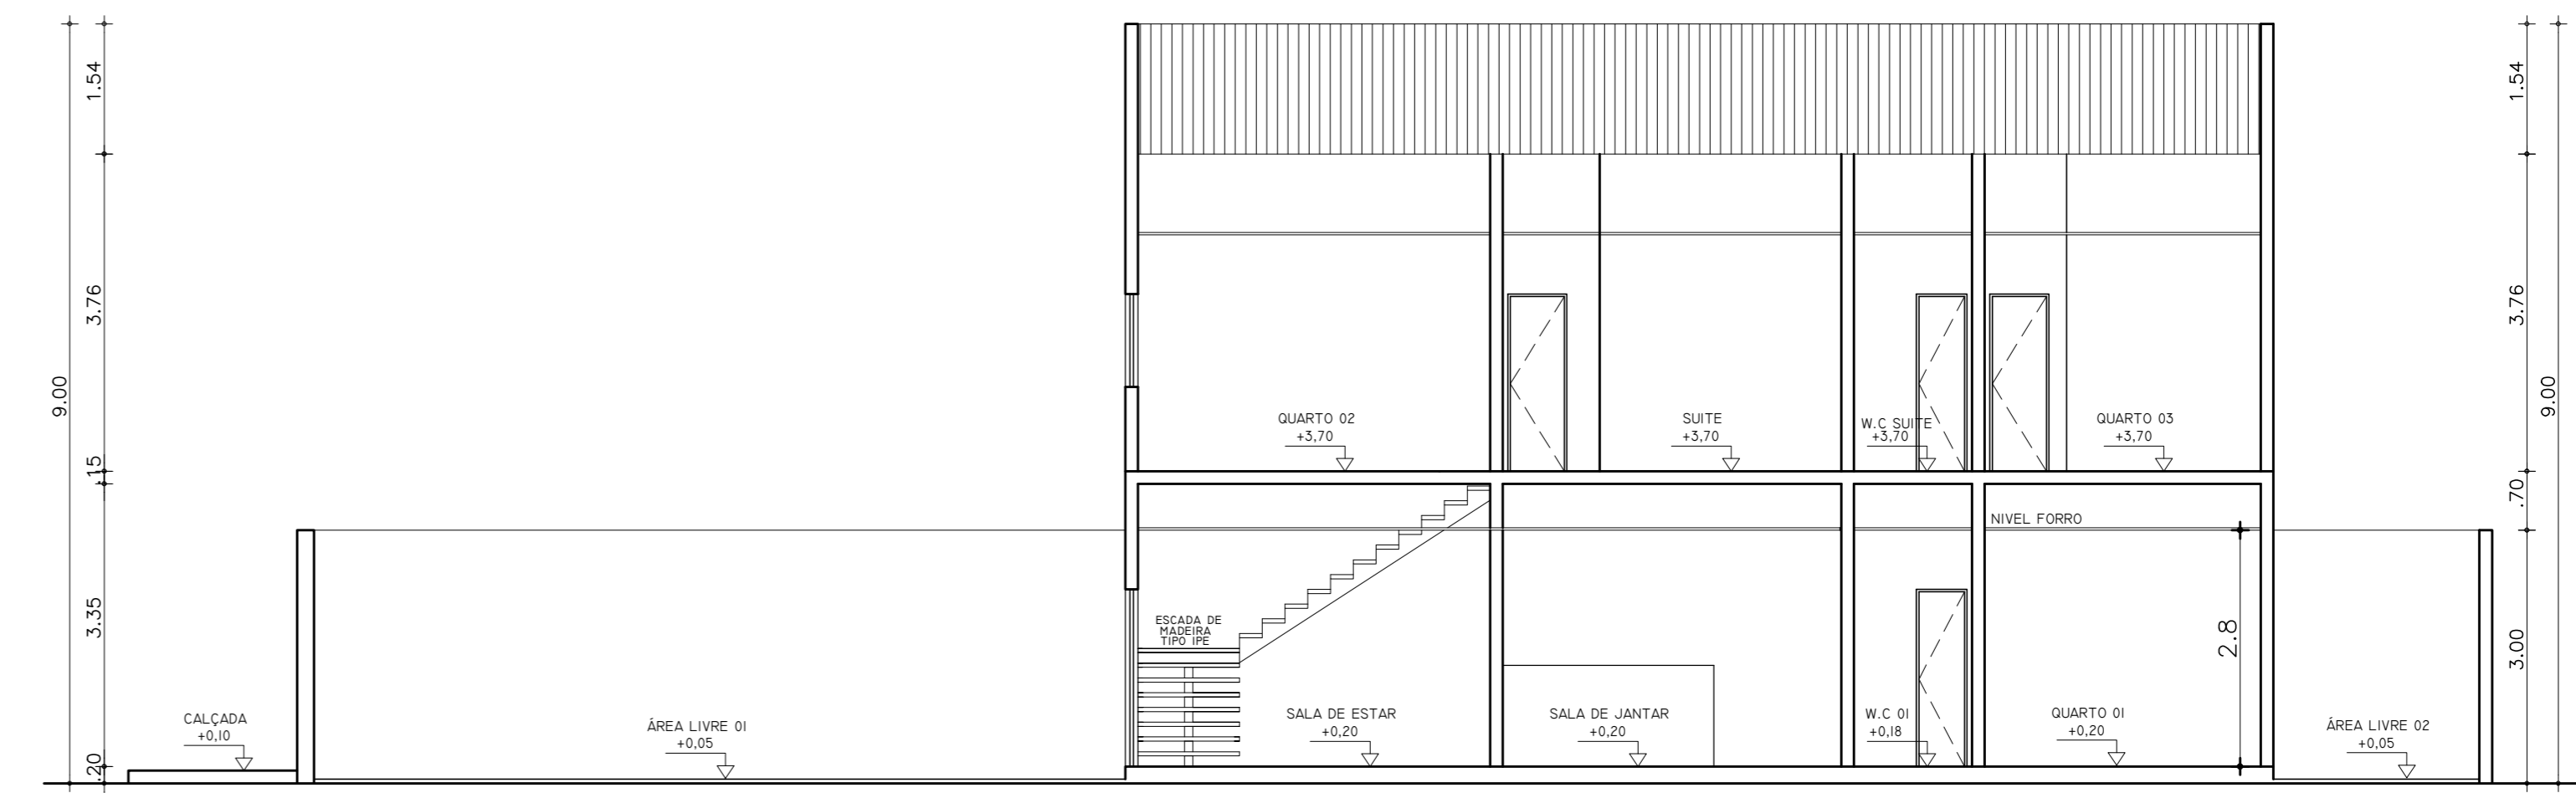 1.54
3.76
9.00
.15
3.35
.20
1.54
3.76
9.00
.70
3.00
QUARTO 02
+3,70
SUITE
+3,70
W.C SUITE
+3,70
QUARTO 03
+3,70
NIVEL FORRO
2.8
ESCADA DE
MADEIRA
TIPO IPE
CALÇADA
+0,10
ÁREA LIVRE 01
+0,05
SALA DE ESTAR
+0,20
SALA DE JANTAR
+0,20
W.C 01
+0,18
QUARTO 01
+0,20
ÁREA LIVRE 02
+0,05